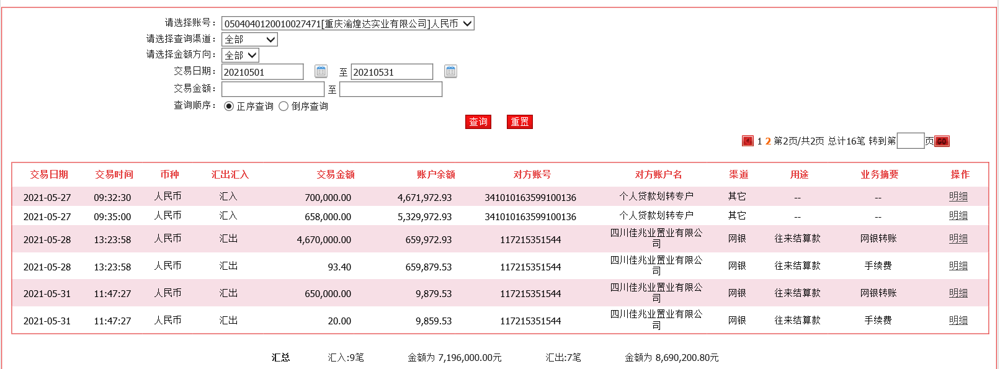 请选择账号： 0504040120010027471[重庆渝煌达实业有限公司]人民币
请选择查询渠道： 全部
请选择金额方向： 全部
交易日期： 20210501 至 20210531
交易金额： 至
查询顺序： 正序查询 倒序查询
查询 重置
1 2 第2页/共2页 总计16笔 转到第 页 GO
交易日期 交易时间 币种 汇出汇入 交易金额 账户余额 对方账号 对方账户名 渠道 用途 业务摘要 操作
2021-05-27 09:32:30 人民币 汇入 700,000.00 4,671,972.93 341010163599100136 个人贷款划转专户 其它 -- -- 明细
2021-05-27 09:35:00 人民币 汇入 658,000.00 5,329,972.93 341010163599100136 个人贷款划转专户 其它 -- -- 明细
2021-05-28 13:23:58 人民币 汇出 4,670,000.00 659,972.93 117215351544 四川佳兆业置业有限公 网银 往来结算款 网银转账 明细
司
2021-05-28 13:23:58 人民币 汇出 93.40 659,879.53 117215351544 四川佳兆业置业有限公 网银 往来结算款 手续费 明细
司
2021-05-31 11:47:27 人民币 汇出 650,000.00 9,879.53 117215351544 四川佳兆业置业有限公 网银 往来结算款 网银转账 明细
司
2021-05-31 11:47:27 人民币 汇出 20.00 9,859.53 117215351544 四川佳兆业置业有限公 网银 往来结算款 手续费 明细
司
汇总 汇入:9笔 金额为 7,196,000.00元 汇出:7笔 金额为 8,690,200.80元